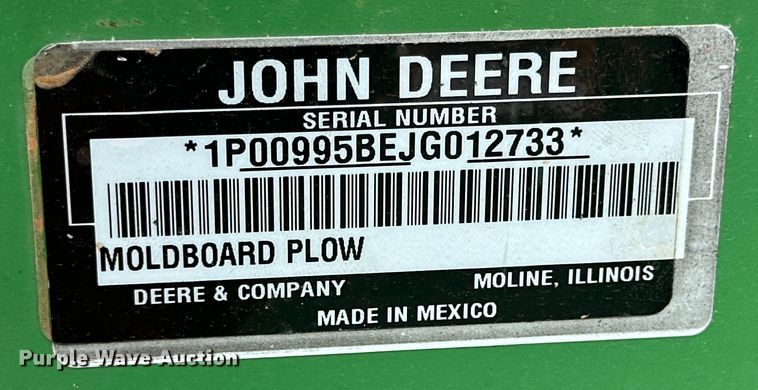 JOHN DEERE
SERIAL NUMBER
*1P00995BEJG012733*
MOLDBOARD PLOW
DEERE & COMPANY MOLINE, ILLINOIS
MADE IN MEXICO
Purple Wave Auction